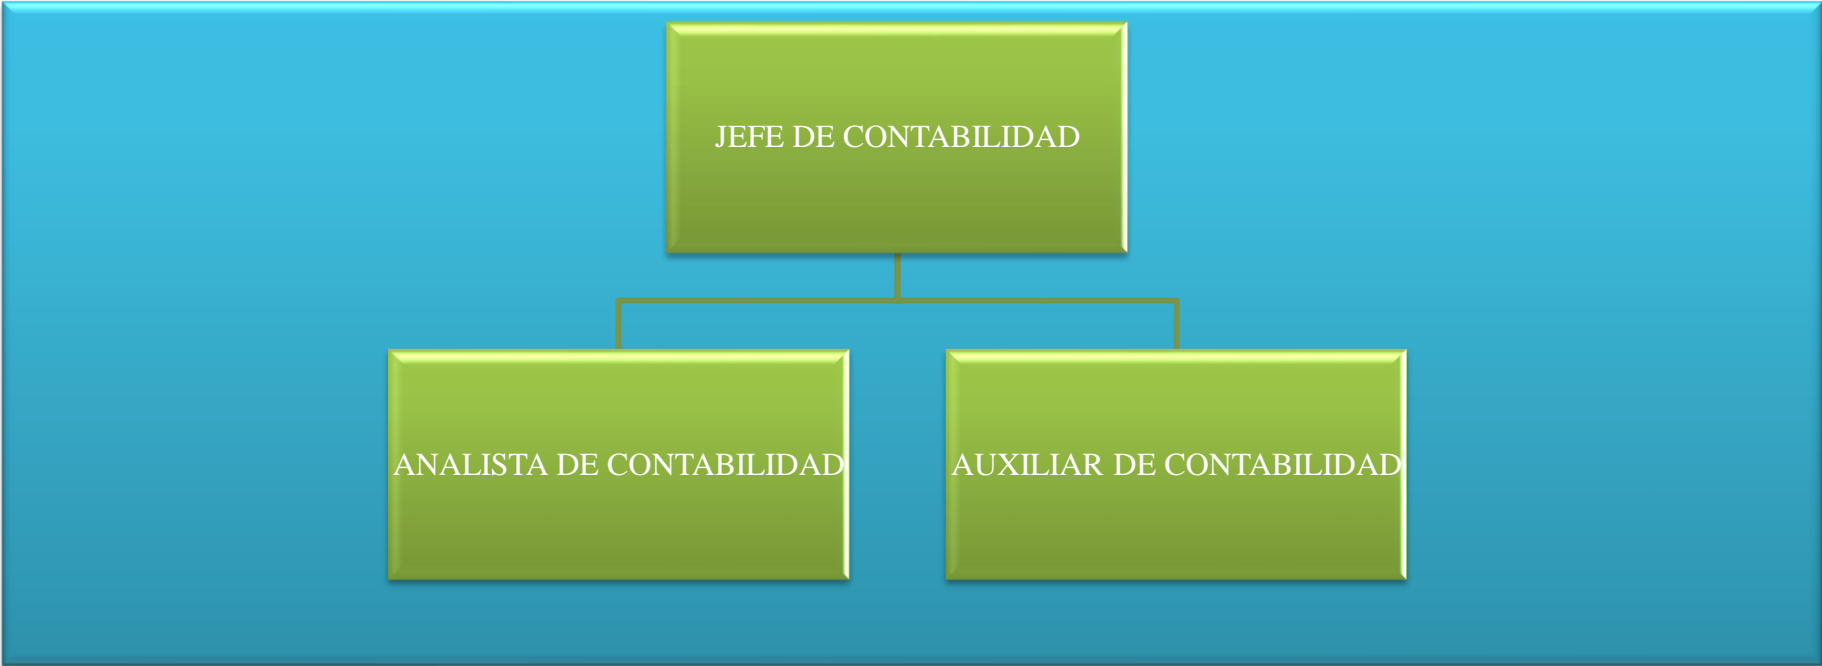 JEFE DE CONTABILIDAD
ANALISTA DE CONTABILIDAD
AUXILIAR DE CONTABILIDAD